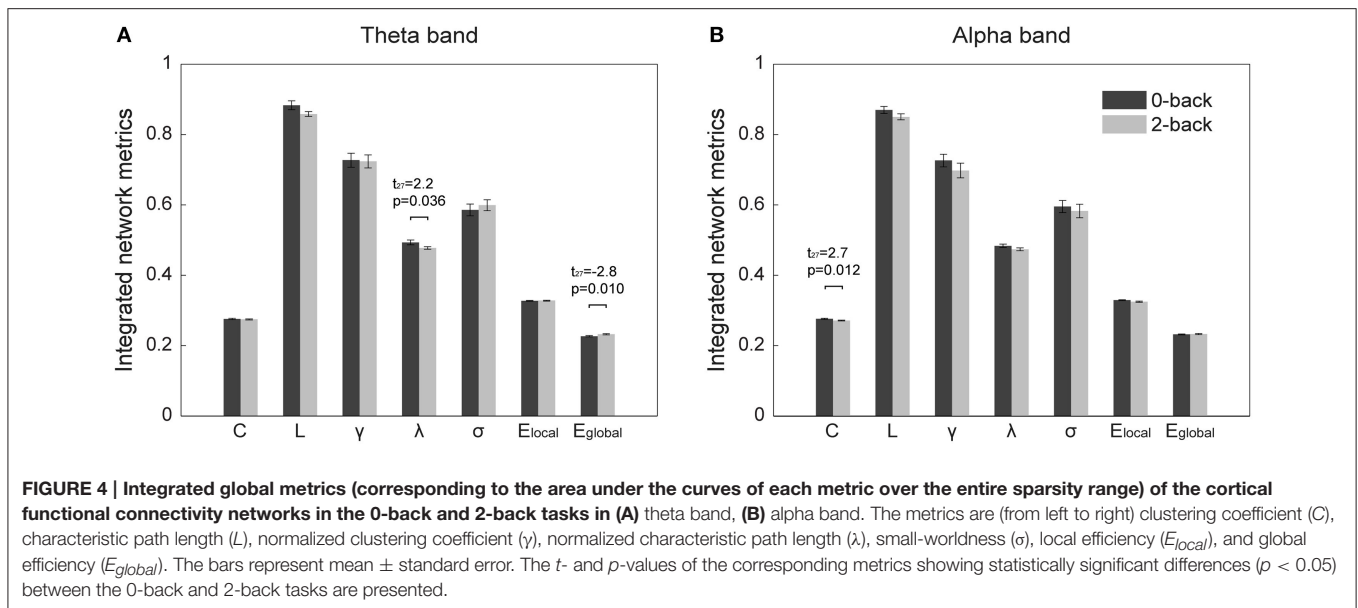 A
Theta band
Integrated network metrics
1
0.8
0.6
0.4
0.2
0
t27=2.2
p=0.036
t27=-2.8
p=0.010
C L γ λ σ Elocal Eglobal
B
Alpha band
Integrated network metrics
1
0.8
0.6
0.4
0.2
0
0-back
2-back
t27=2.7
p=0.012
C L γ λ σ Elocal Eglobal
FIGURE 4 | Integrated global metrics (corresponding to the area under the curves of each metric over the entire sparsity range) of the cortical
functional connectivity networks in the 0-back and 2-back tasks in (A) theta band, (B) alpha band. The metrics are (from left to right) clustering coefficient (C),
characteristic path length (L), normalized clustering coefficient (γ), normalized characteristic path length (λ), small-worldness (σ), local efficiency (Elocal), and global
efficiency (Eglobal). The bars represent mean ± standard error. The t- and p-values of the corresponding metrics showing statistically significant differences (p < 0.05)
between the 0-back and 2-back tasks are presented.